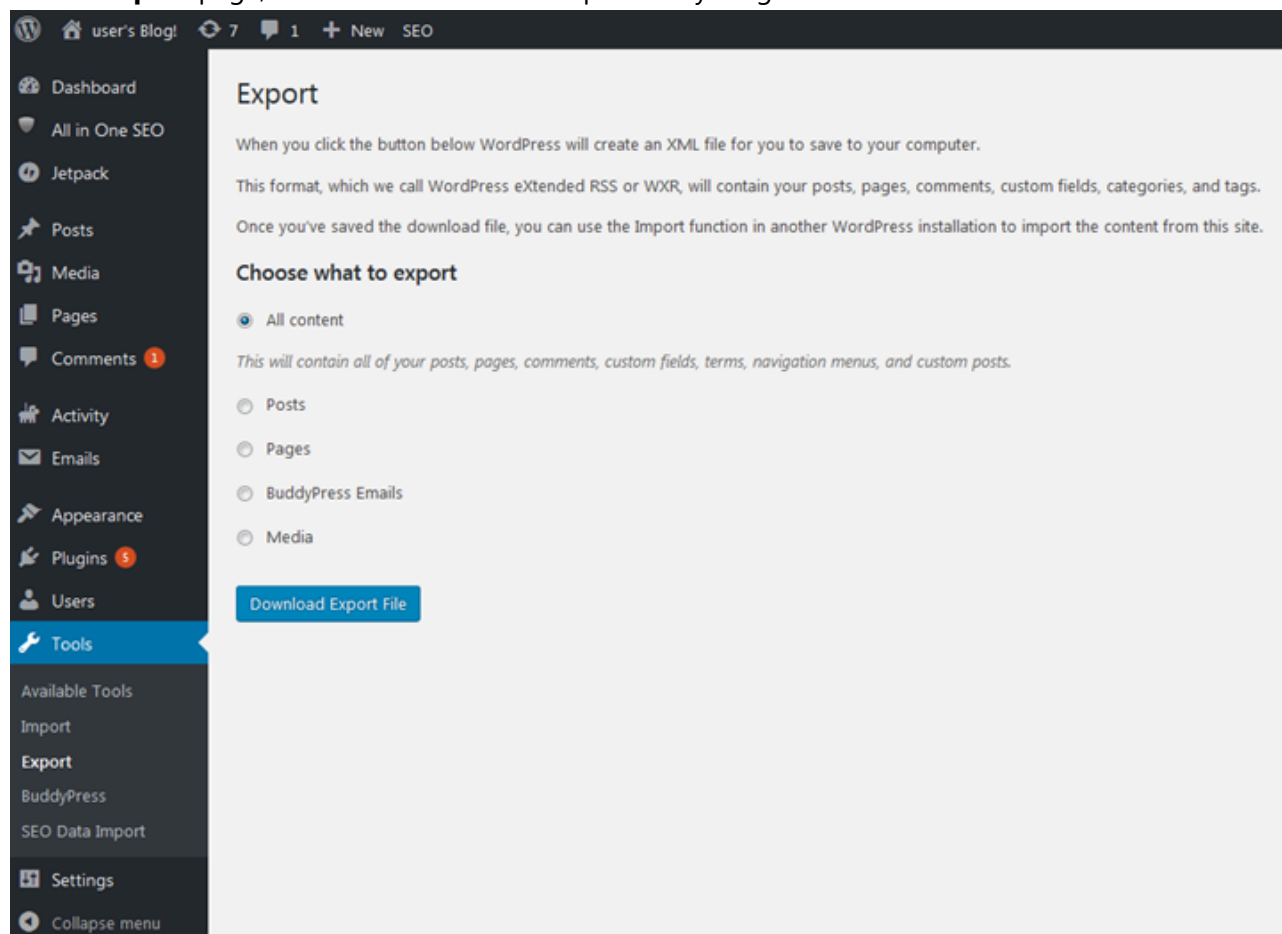 user's Blog! 7 1 + New SEO
Dashboard
All in One SEO
Jetpack
Posts
Media
Pages
Comments 1
Activity
Emails
Appearance
Plugins 5
Users
Tools
Available Tools
Import
Export
BuddyPress
SEO Data Import
Settings
Collapse menu
Export
When you click the button below WordPress will create an XML file for you to save to your computer.
This format, which we call WordPress eXtended RSS or WXR, will contain your posts, pages, comments, custom fields, categories, and tags.
Once you've saved the download file, you can use the Import function in another WordPress installation to import the content from this site.
Choose what to export
All content
This will contain all of your posts, pages, comments, custom fields, terms, navigation menus, and custom posts.
Posts
Pages
BuddyPress Emails
Media
Download Export File